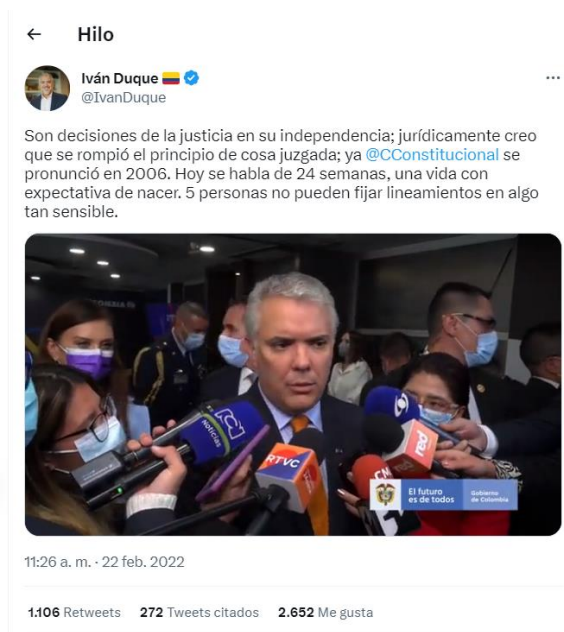 Hilo
Iván Duque
@IvanDuque
Son decisiones de la justicia en su independencia; jurídicamente creo
que se rompió el principio de cosa juzgada; ya @CConstitucional se
pronunció en 2006. Hoy se habla de 24 semanas, una vida con
expectativa de nacer. 5 personas no pueden fijar lineamientos en algo
tan sensible.
RCN
noticias
RTVC
red+
El futuro
es de todos
Gobierno
de Colombia
11:26 a. m. · 22 feb. 2022
1.106 Retweets 272 Tweets citados 2.652 Me gusta